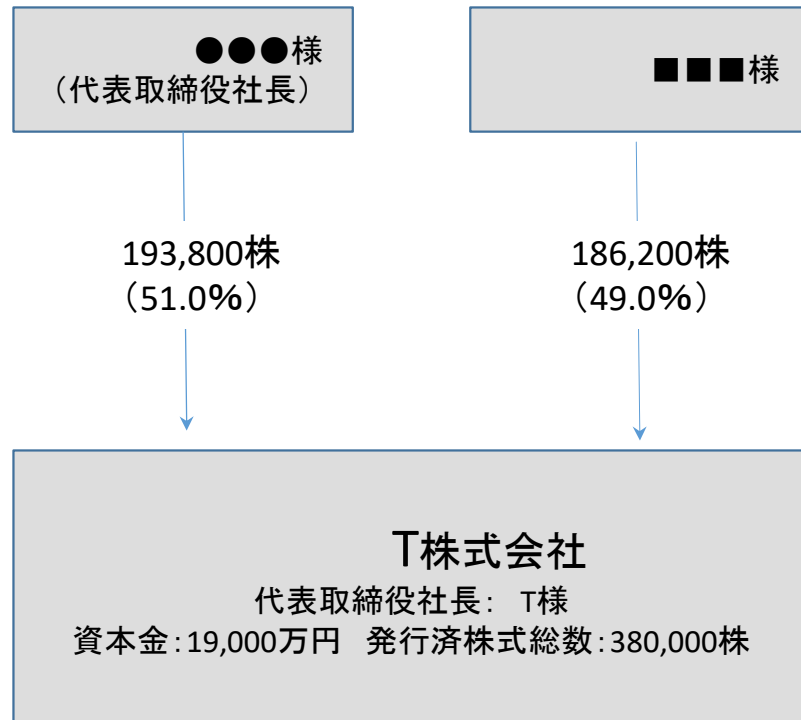 ●●●様
（代表取締役社長）
■■■様
193,800株
（51.0％）
186,200株
（49.0％）
T株式会社
代表取締役社長： T様
資本金：19,000万円 発行済株式総数：380,000株